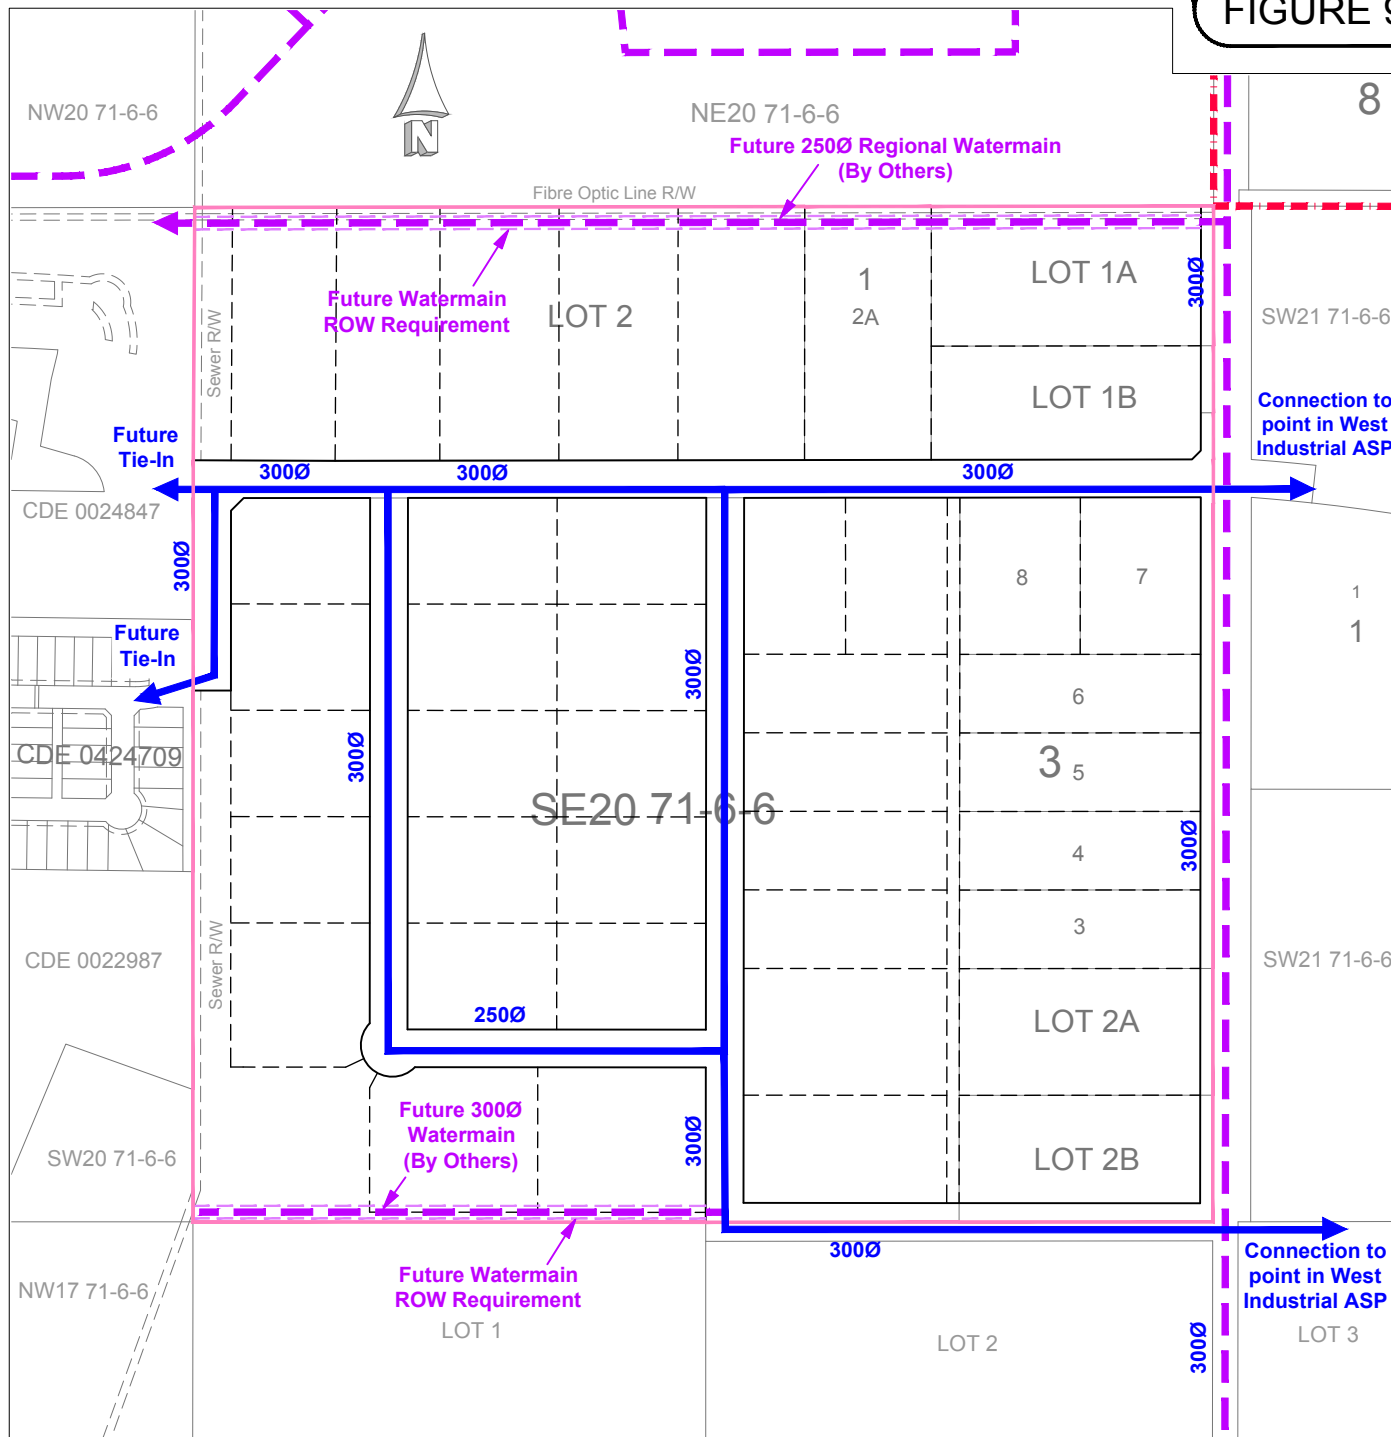 FIGURE 9
8
NW20 71-6-6
NE20 71-6-6
N
Future 250Ø Regional Watermain
(By Others)
Fibre Optic Line R/W
300Ø
LOT 1A
1
2A
Future Watermain
ROW Requirement
LOT 2
SW21 71-6-6
Sewer R/W
LOT 1B
Connection to
point in West
Industrial ASP
Future
Tie-In
300Ø
300Ø
300Ø
CDE 0024847
300Ø
8
7
1
1
Future
Tie-In
300Ø
6
300Ø
CDE 0424709
3
5
SE20 71-6-6
300Ø
4
3
Sewer R/W
CDE 0022987
SW21 71-6-6
250Ø
LOT 2A
Future 300Ø
Watermain
(By Others)
300Ø
SW20 71-6-6
LOT 2B
300Ø
Connection to
point in West
Industrial ASP
Future Watermain
ROW Requirement
NW17 71-6-6
LOT 1
LOT 2
300Ø
LOT 3